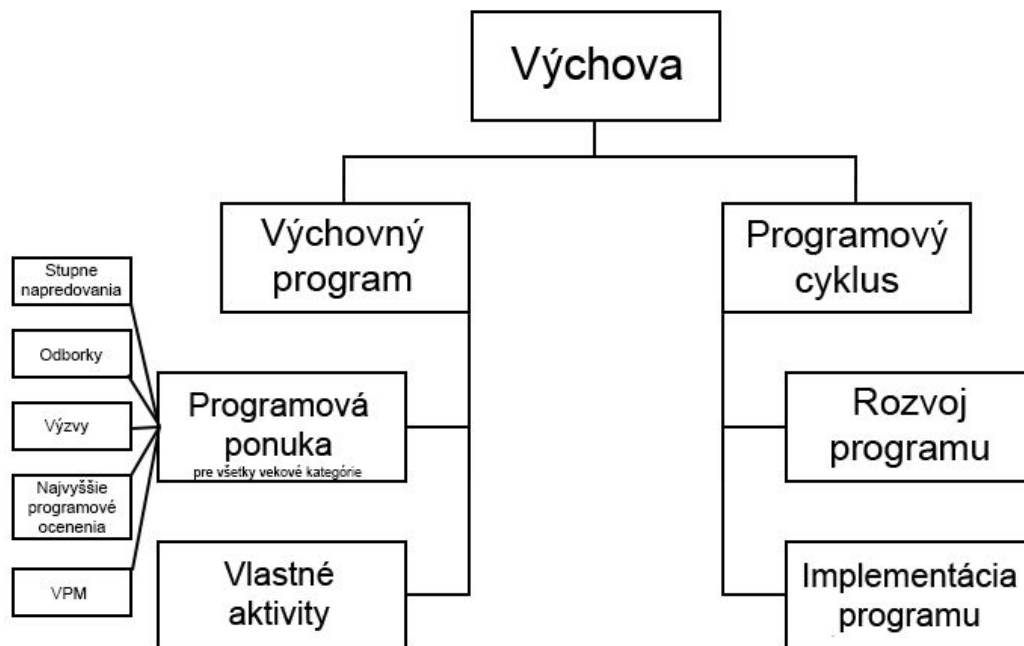 Výchova
Výchovný
program
Programový
cyklus
Stupne
napredovania
Odborky
Výzvy
Najvyššie
programové
ocenenia
VPM
Programová
ponuka
pre všetky vekové kategórie
Vlastné
aktivity
Rozvoj
programu
Implementácia
programu